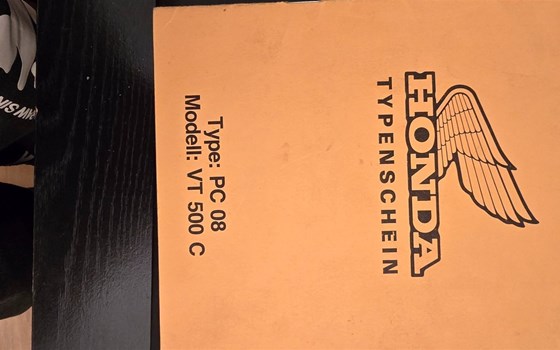 HONDA
TYPENSCHEIN
Type: PC 08
Modell: VT 500 C